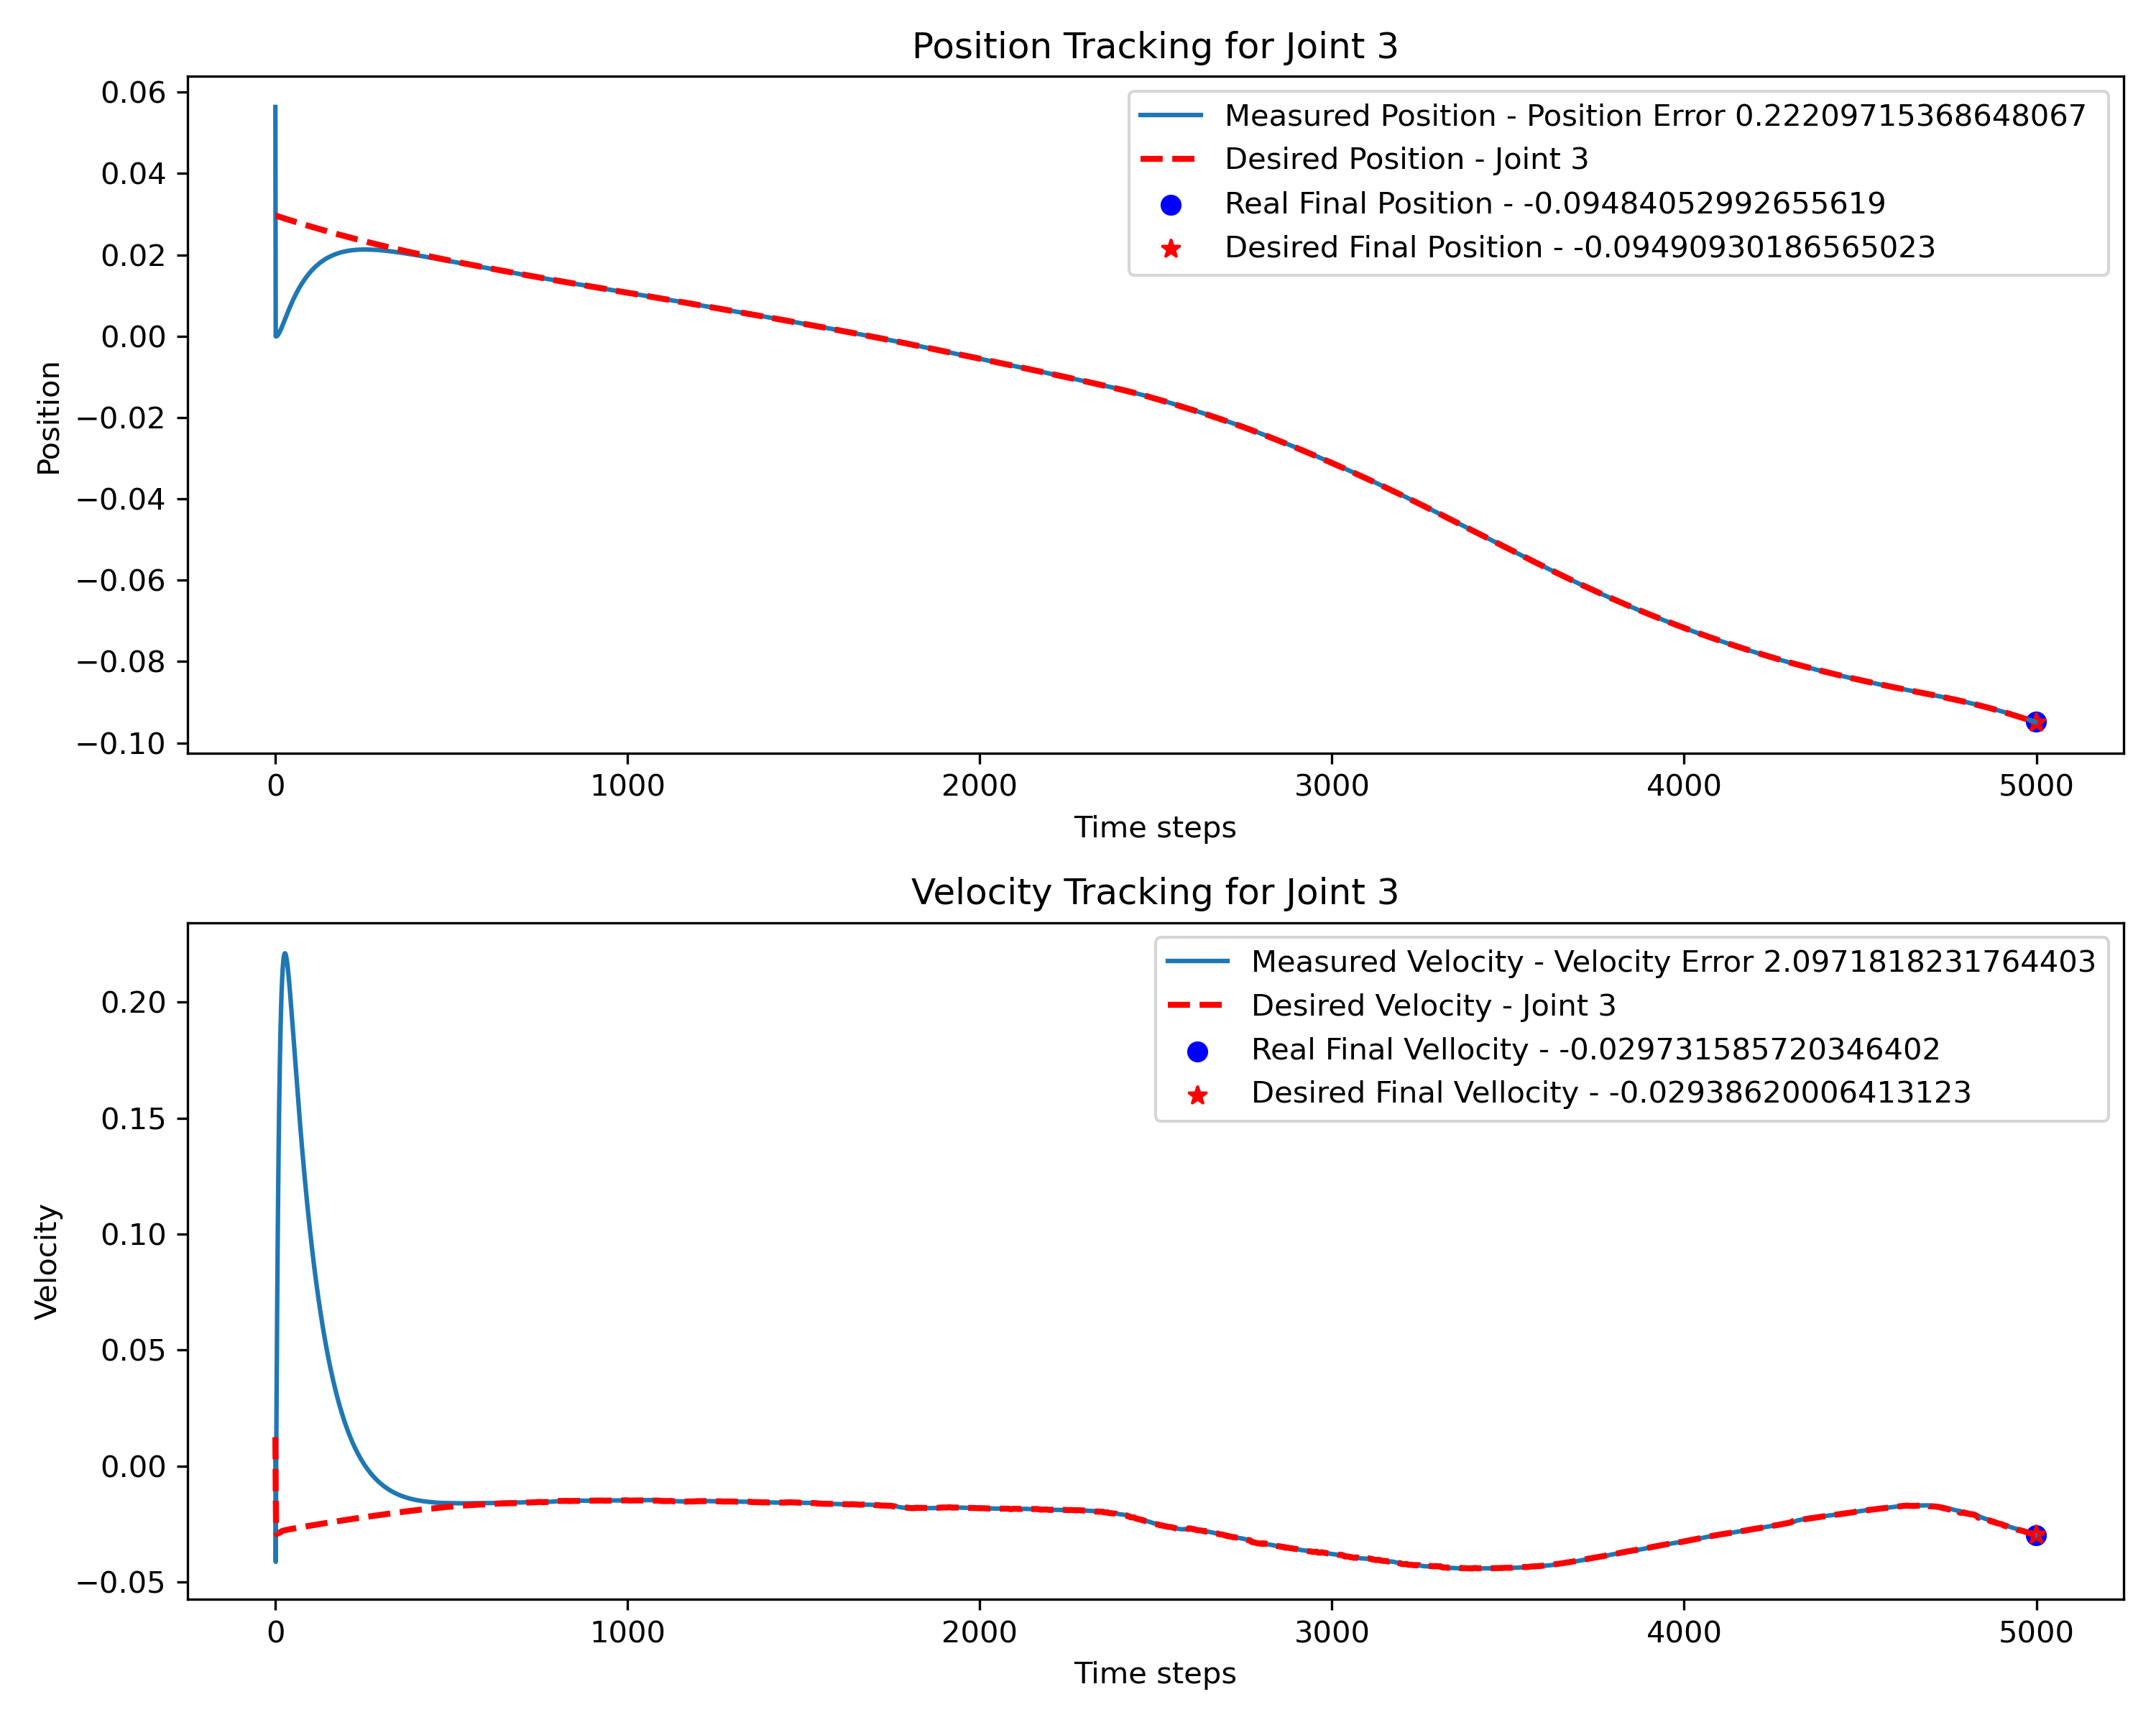 Position Tracking for Joint 3
0.06
0.04
0.02
0.00
−0.02
−0.04
−0.06
−0.08
−0.10
Position
Measured Position - Position Error 0.22209715368648067
Desired Position - Joint 3
Real Final Position - -0.09484052992655619
Desired Final Position - -0.09490930186565023
0 1000 2000 3000 4000 5000
Time steps
Velocity Tracking for Joint 3
0.20
0.15
0.10
0.05
0.00
−0.05
Velocity
Measured Velocity - Velocity Error 2.0971818231764403
Desired Velocity - Joint 3
Real Final Vellocity - -0.029731585720346402
Desired Final Vellocity - -0.02938620006413123
0 1000 2000 3000 4000 5000
Time steps